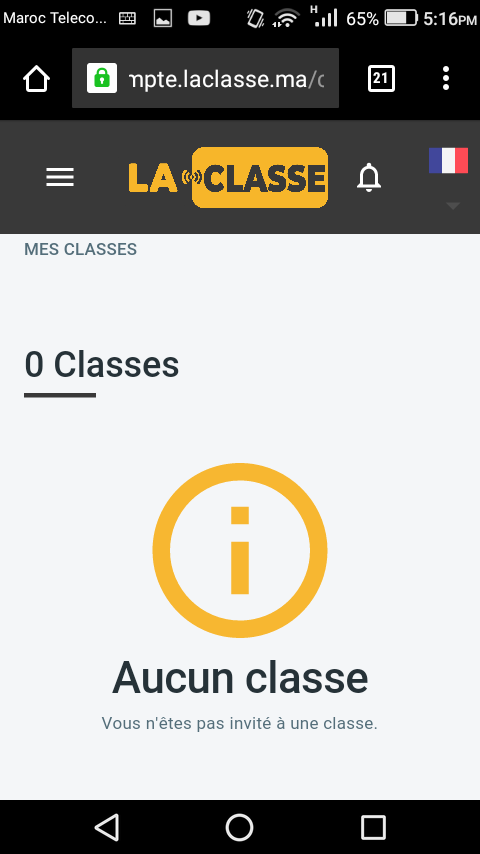 Maroc Teleco... H 65% 5:16PM
mpte.laclasse.ma/c 21
LA CLASSE
MES CLASSES
0 Classes
i
Aucun classe
Vous n'êtes pas invité à une classe.